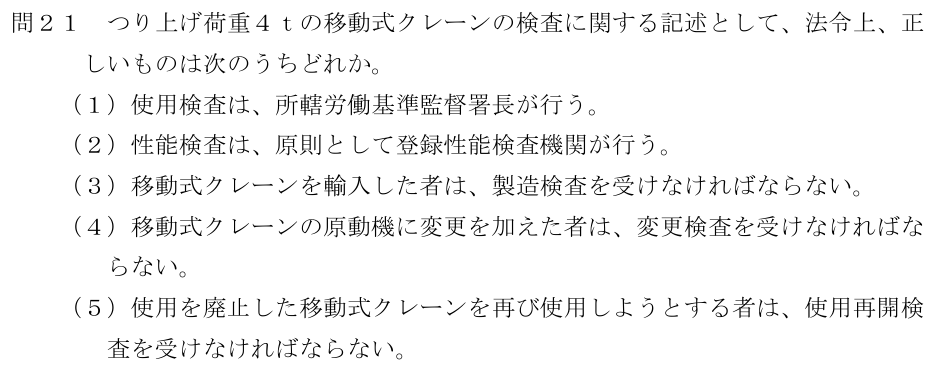 問２１　つり上げ荷重４ｔの移動式クレーンの検査に関する記述として、法令上、正
しいものは次のうちどれか。
（１）使用検査は、所轄労働基準監督署長が行う。
（２）性能検査は、原則として登録性能検査機関が行う。
（３）移動式クレーンを輸入した者は、製造検査を受けなければならない。
（４）移動式クレーンの原動機に変更を加えた者は、変更検査を受けなければな
らない。
（５）使用を廃止した移動式クレーンを再び使用しようとする者は、使用再開検
査を受けなければならない。